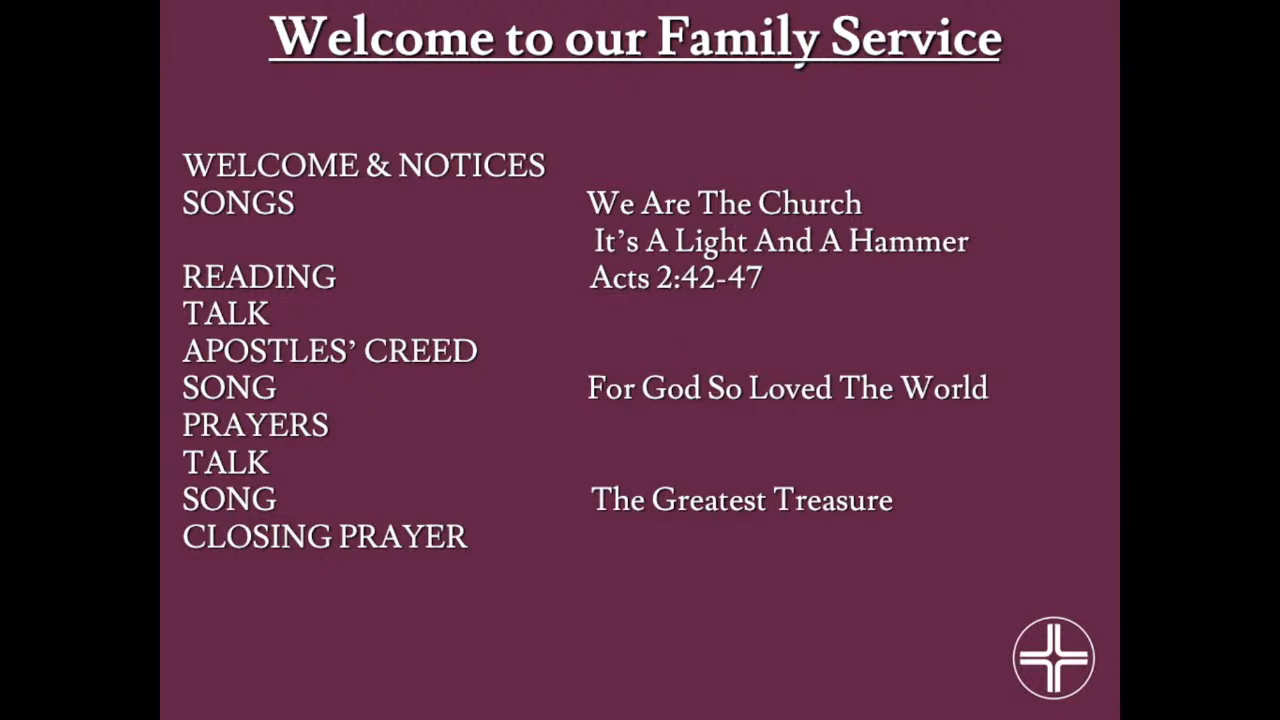 Welcome to our Family Service
WELCOME & NOTICES
SONGS We Are The Church
It’s A Light And A Hammer
READING Acts 2:42-47
TALK
APOSTLES’ CREED
SONG For God So Loved The World
PRAYERS
TALK
SONG The Greatest Treasure
CLOSING PRAYER